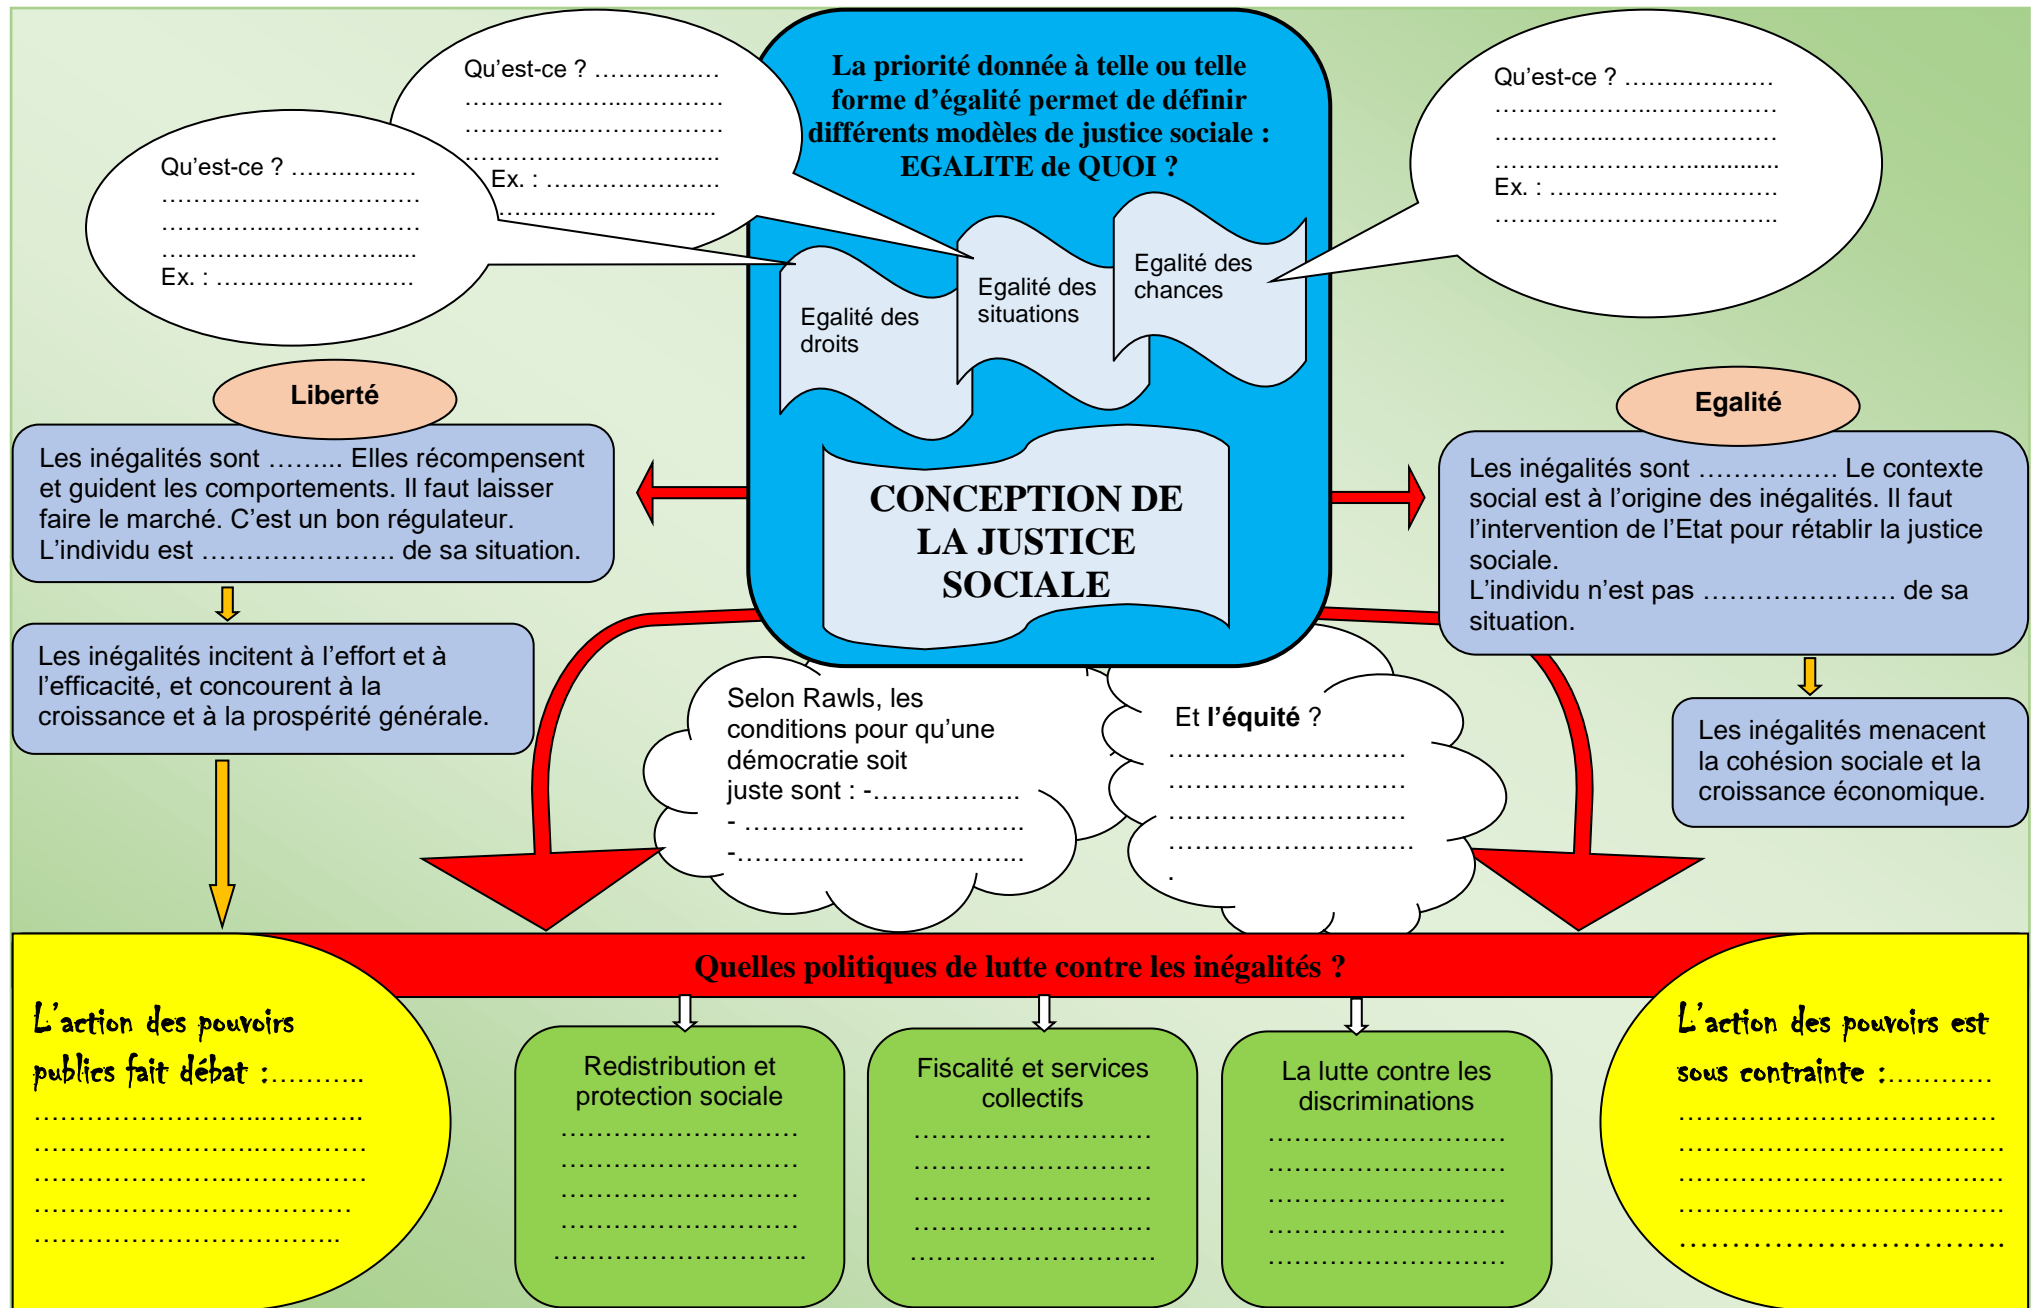 Qu’est-ce ? …….………
………………..…………
…………...………………
………………………......
Ex. : …………………….
Qu’est-ce ? …….………
………………...…………
…………..………………
……………………….....
Ex. : ………………….
…….………………..
La priorité donnée à telle ou telle
forme d’égalité permet de définir
différents modèles de justice sociale :
EGALITE de QUOI ?
Qu’est-ce ? …….………
………………...…………
…………...………………
…………………….............
Ex. : ………………….…….
…………………………….
Egalité des
droits
Egalité des
situations
Egalité des
chances
CONCEPTION DE
LA JUSTICE
SOCIALE
Liberté
Les inégalités sont ……... Elles récompensent
et guident les comportements. Il faut laisser
faire le marché. C’est un bon régulateur.
L’individu est …………………. de sa situation.
Les inégalités incitent à l’effort et à
l’efficacité, et concourent à la
croissance et à la prospérité générale.
Egalité
Les inégalités sont ……………. Le contexte
social est à l’origine des inégalités. Il faut
l’intervention de l’Etat pour rétablir la justice
sociale.
L’individu n’est pas …………………. de sa
situation.
Les inégalités menacent
la cohésion sociale et la
croissance économique.
Selon Rawls, les
conditions pour qu’une
démocratie soit
juste sont : -……………..
- …………………………..
-…………………………...
Et l’équité ?
………………………
………………………
………………………
……………………….
.
Quelles politiques de lutte contre les inégalités ?
L’action des pouvoirs
publics fait débat :………..
……………………..………..
……………………..…………
…………………..……………
………………………………
……………………………..
Redistribution et
protection sociale
………………………
………………………
………………………
………………………
………………………..
Fiscalité et services
collectifs
………………………
………………………
………………………
………………………
……………………….
La lutte contre les
discriminations
………………………
………………………
………………………
………………………
………………………
L’action des pouvoirs est
sous contrainte :…………
………………………………
……………………………….
…………………………..…
……………………………….
……………………………….